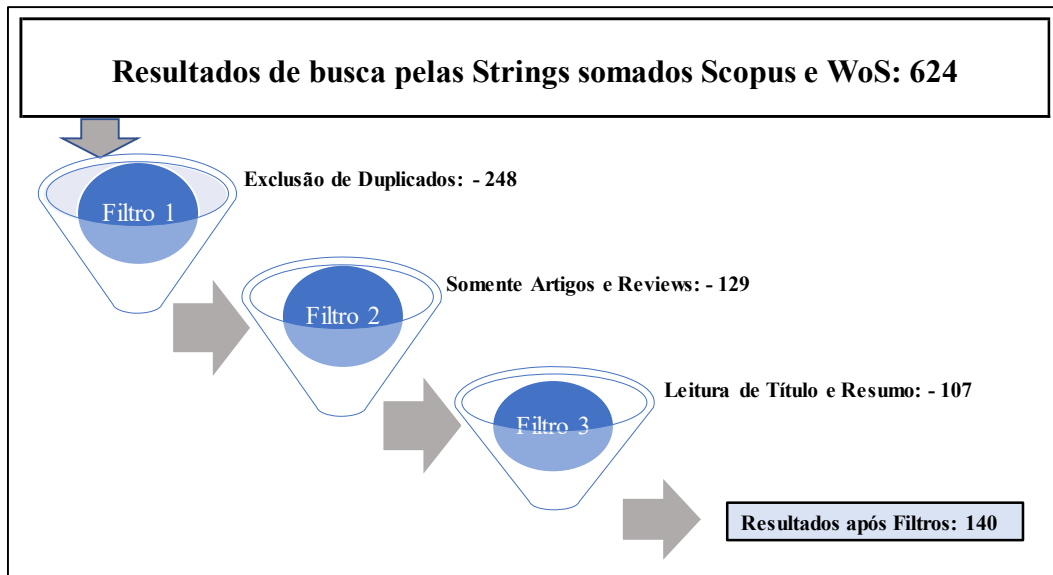 Resultados de busca pelas Strings somados Scopus e WoS: 624
Exclusão de Duplicados: - 248
Filtro 1
Somente Artigos e Reviews: - 129
Filtro 2
Leitura de Título e Resumo: - 107
Filtro 3
Resultados após Filtros: 140